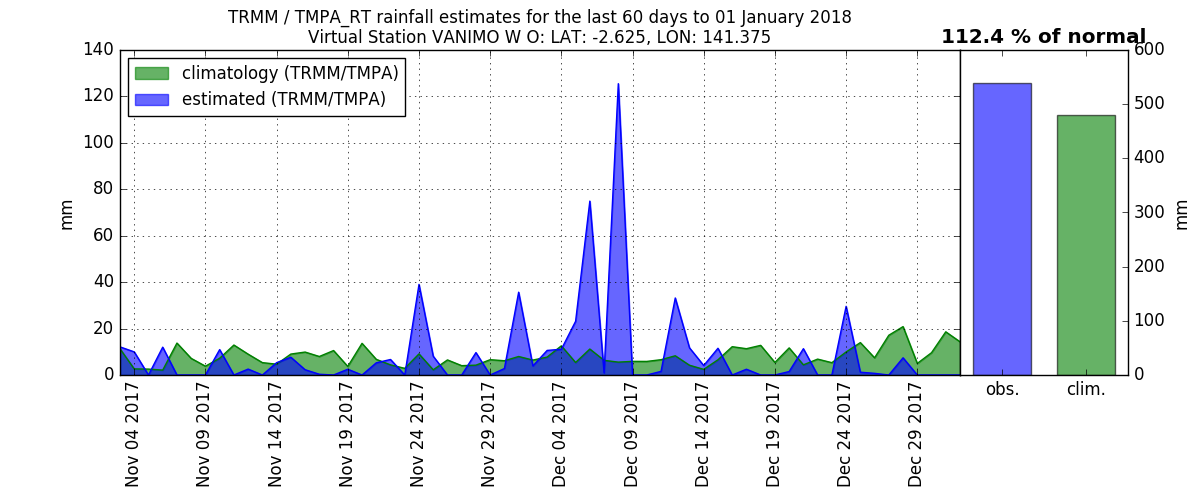 TRMM / TMPA_RT rainfall estimates for the last 60 days to 01 January 2018
Virtual Station VANIMO W O: LAT: -2.625, LON: 141.375
112.4 % of normal
climatology (TRMM/TMPA)
estimated (TRMM/TMPA)
mm
140
120
100
80
60
40
20
0
Nov 04 2017
Nov 09 2017
Nov 14 2017
Nov 19 2017
Nov 24 2017
Nov 29 2017
Dec 04 2017
Dec 09 2017
Dec 14 2017
Dec 19 2017
Dec 24 2017
Dec 29 2017
obs.
clim.
600
500
400
300
200
100
0
mm